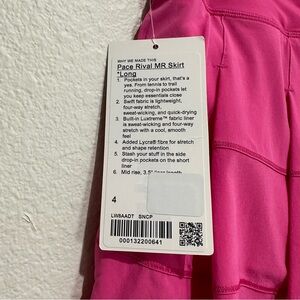 WHY WE MADE THIS
Pace Rival MR Skirt
*Long
1. Pockets in your skirt, that's a
yes. From tennis to trail
running, drop-in pockets let
you keep essentials close
2. Swift fabric is lightweight,
four-way stretch,
sweat-wicking, and quick-drying
3. Built-in Luxtreme™ fabric liner
is sweat-wicking and four-way
stretch with a cool, smooth
feel
4. Added Lycra® fibre for stretch
and shape retention
5. Stash your stuff in the side
drop-in pockets on the short
liner
6. Mid rise, 3.5" liner length
4
LW8AADT SNCP
000132200641